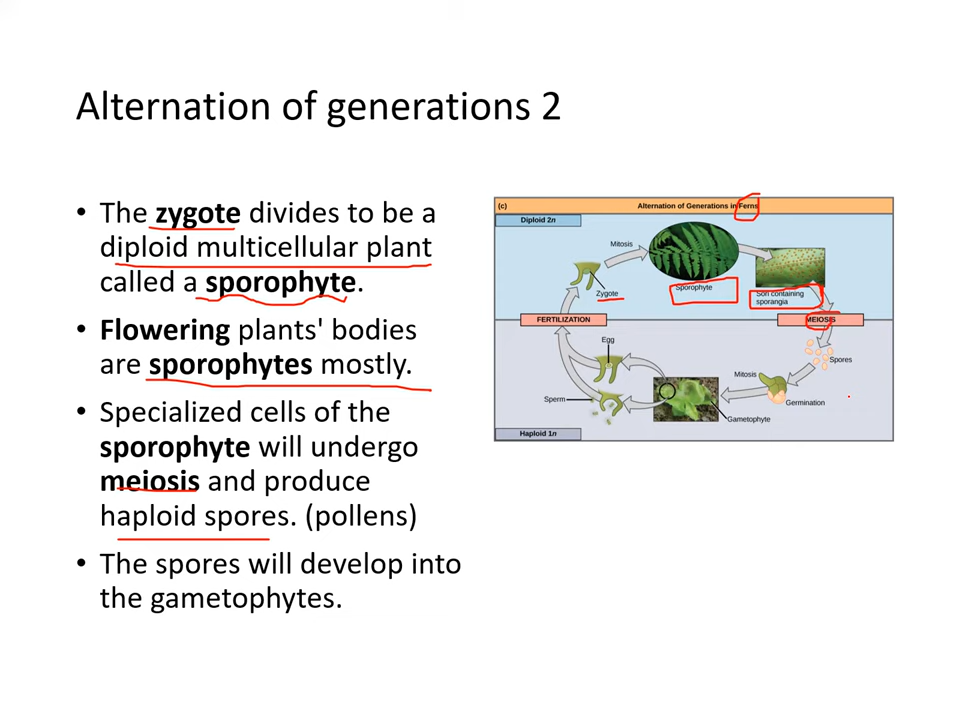 Alternation of generations 2
• The zygote divides to be a
diploid multicellular plant
called a sporophyte.
• Flowering plants' bodies
are sporophytes mostly.
• Specialized cells of the
sporophyte will undergo
meiosis and produce
haploid spores. (pollens)
• The spores will develop into
the gametophytes.
(c) Alternation of Generations in Ferns
Diploid 2n
Mitosis
Zygote
Sporophyte
Sori containing
sporangia
FERTILIZATION
MEIOSIS
Egg
Spores
Mitosis
Sperm
Germination
Gametophyte
Haploid 1n